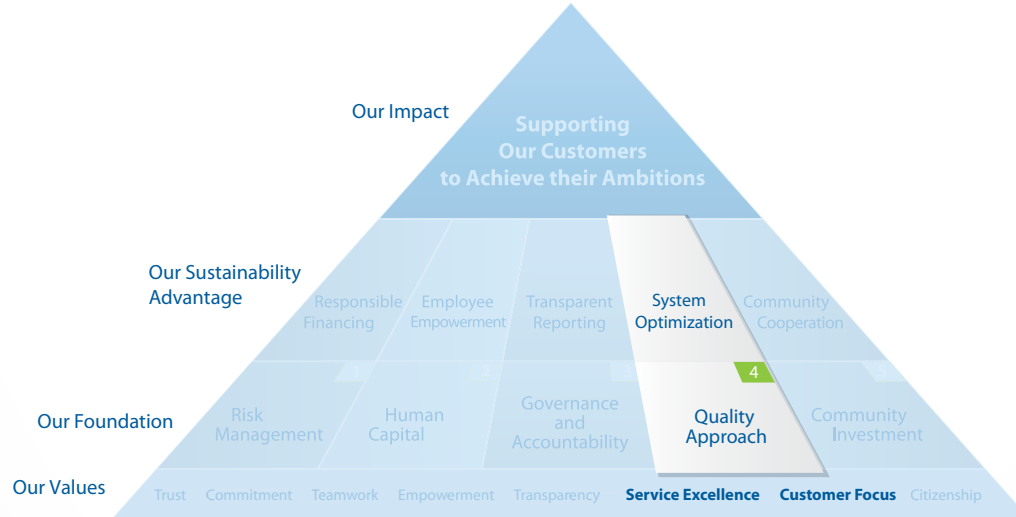 Our Impact
Supporting
Our Customers
to Achieve their Ambitions
Our Sustainability
Advantage
Responsible
Financing
Employee
Empowerment
Transparent
Reporting
System
Optimization
Community
Cooperation
Our Foundation
1
Risk
Management
2
Human
Capital
3
Governance
and
Accountability
4
Quality
Approach
5
Community
Investment
Our Values
Trust Commitment Teamwork Empowerment Transparency Service Excellence Customer Focus Citizenship